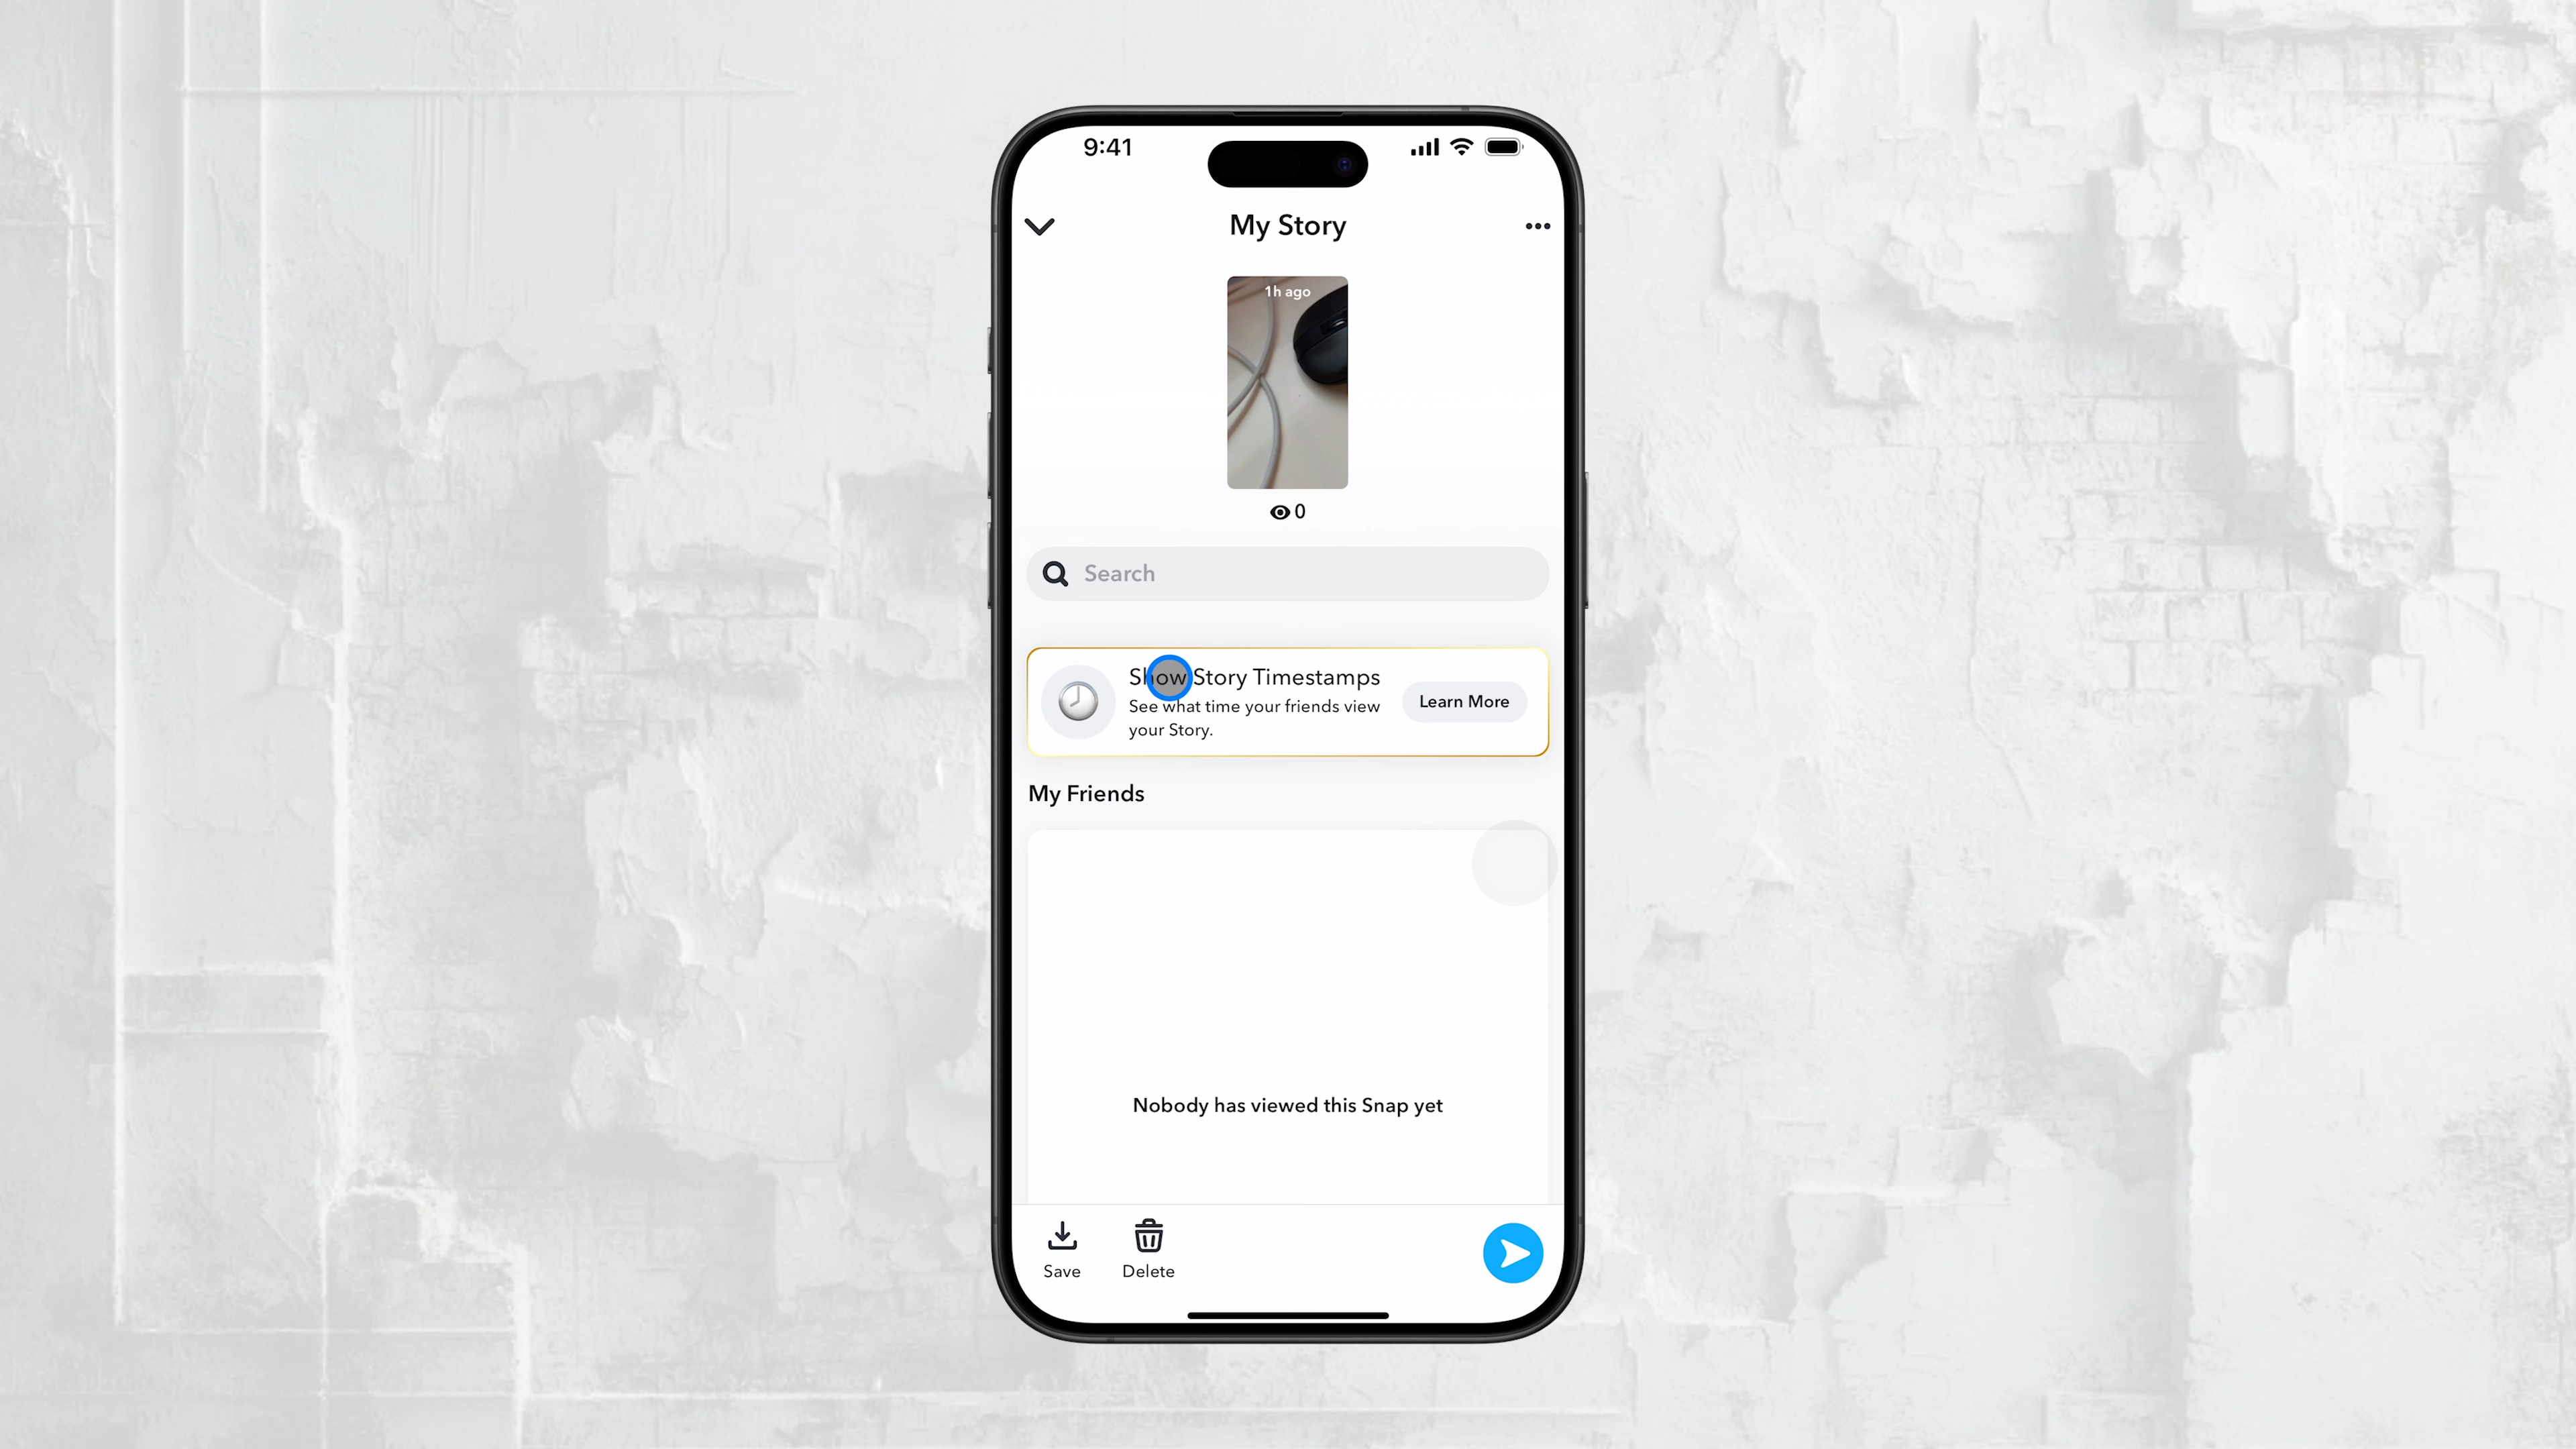 9:41
My Story
1h ago
0
Search
Show Story Timestamps
See what time your friends view
your Story.
Learn More
My Friends
Nobody has viewed this Snap yet
Save
Delete